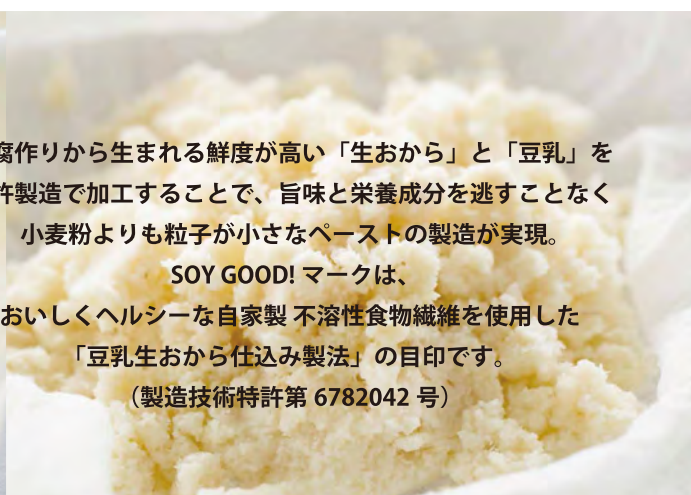 腐作りから生まれる鮮度が高い「生おから」と「豆乳」を
許製造で加工することで、旨味と栄養成分を逃すことなく
小麦粉よりも粒子が小さなペーストの製造が実現。
SOY GOOD! マークは、
おいしくヘルシーな自家製 不溶性食物繊維を使用した
「豆乳生おから仕込み製法」の目印です。
（製造技術特許第 6782042 号）